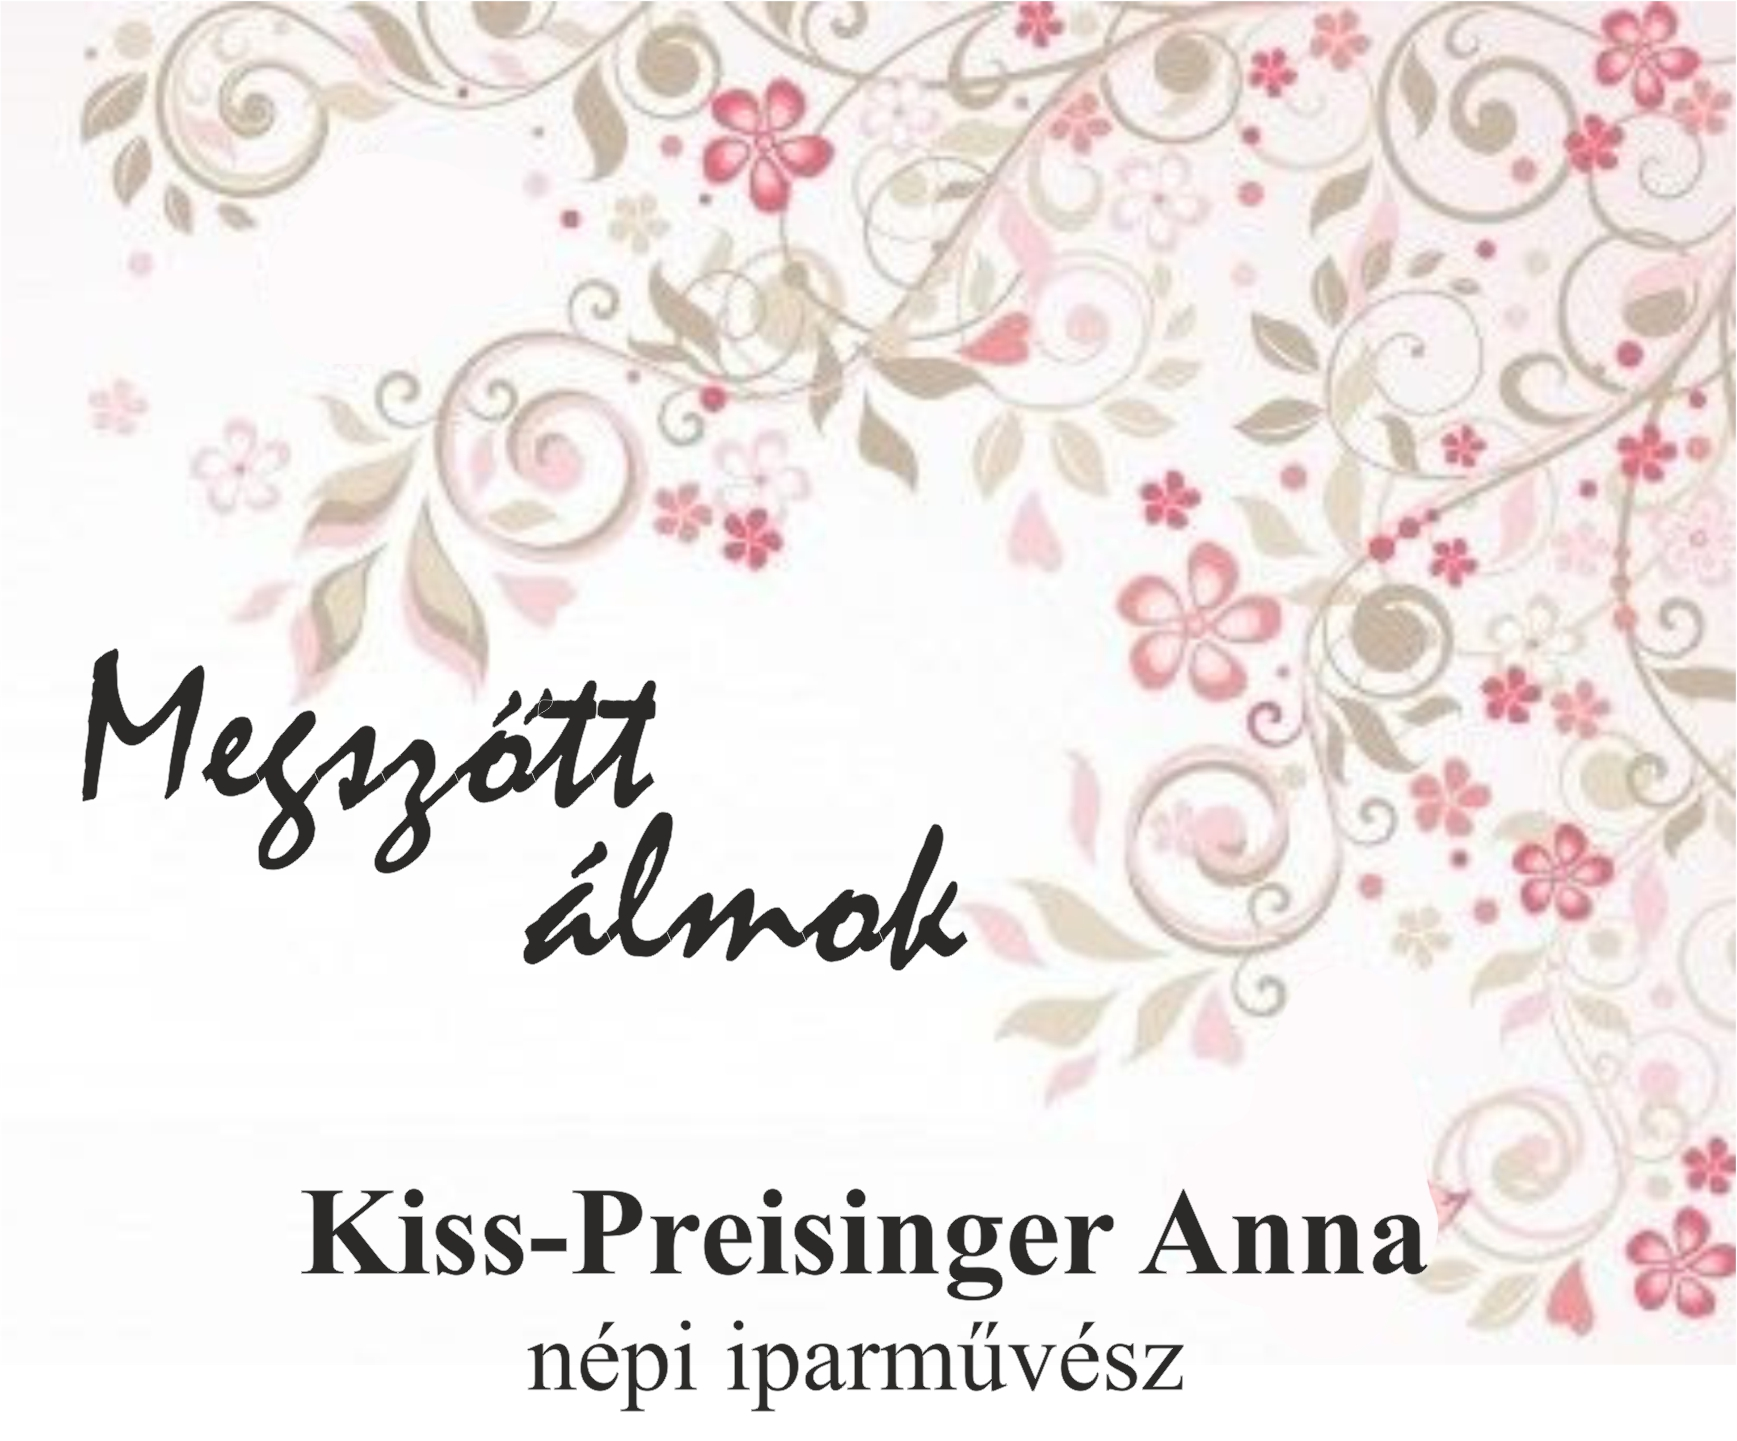 Megszőtt
álmok
Kiss-Preisinger Anna
népi iparművész